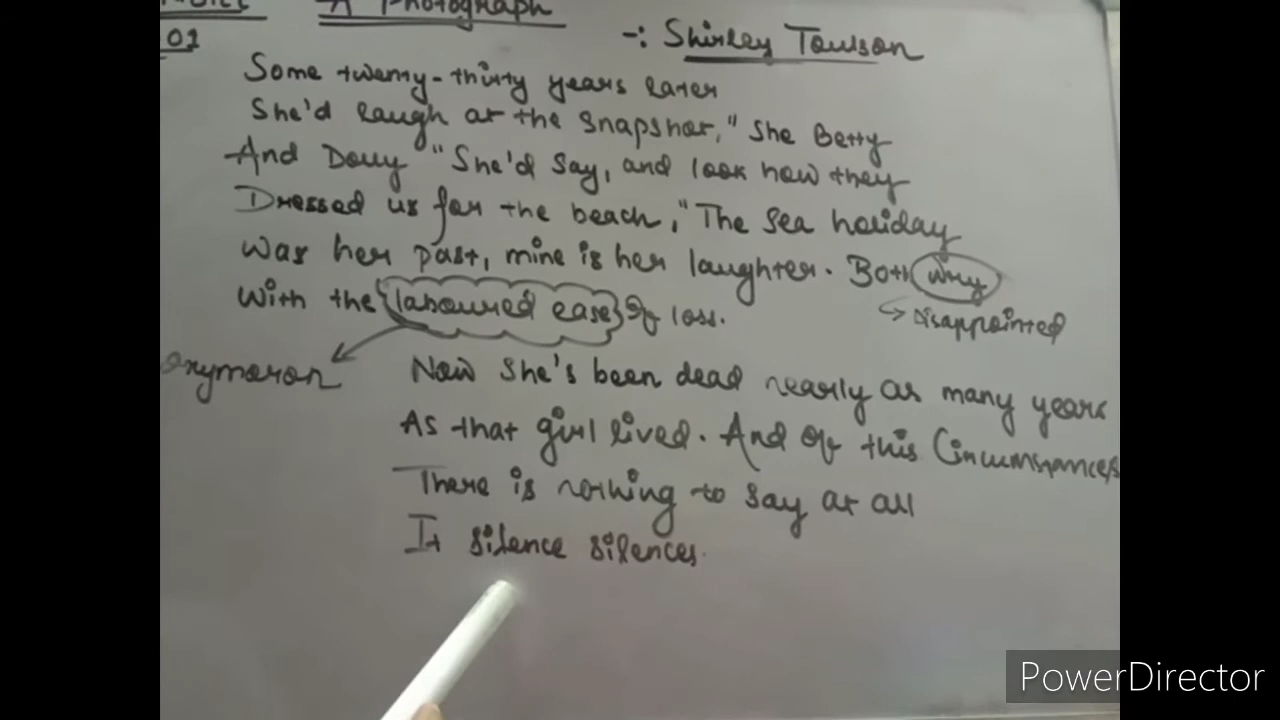 A Photograph
01
-: Shirley Toulson
Some twenty-thirty years later
She'd laugh at the snapshot," She Betty
And Dolly "She'd say, and look how they
Dressed us for the beach," The sea holiday
was her past, mine is her laughter. Both wry
with the laboured ease of loss.
Disappointed
Oxymoron
Now she's been dead nearly as many years
As that girl lived. And of this Circumstances
There is nothing to say at all
It silence silences.
PowerDirector